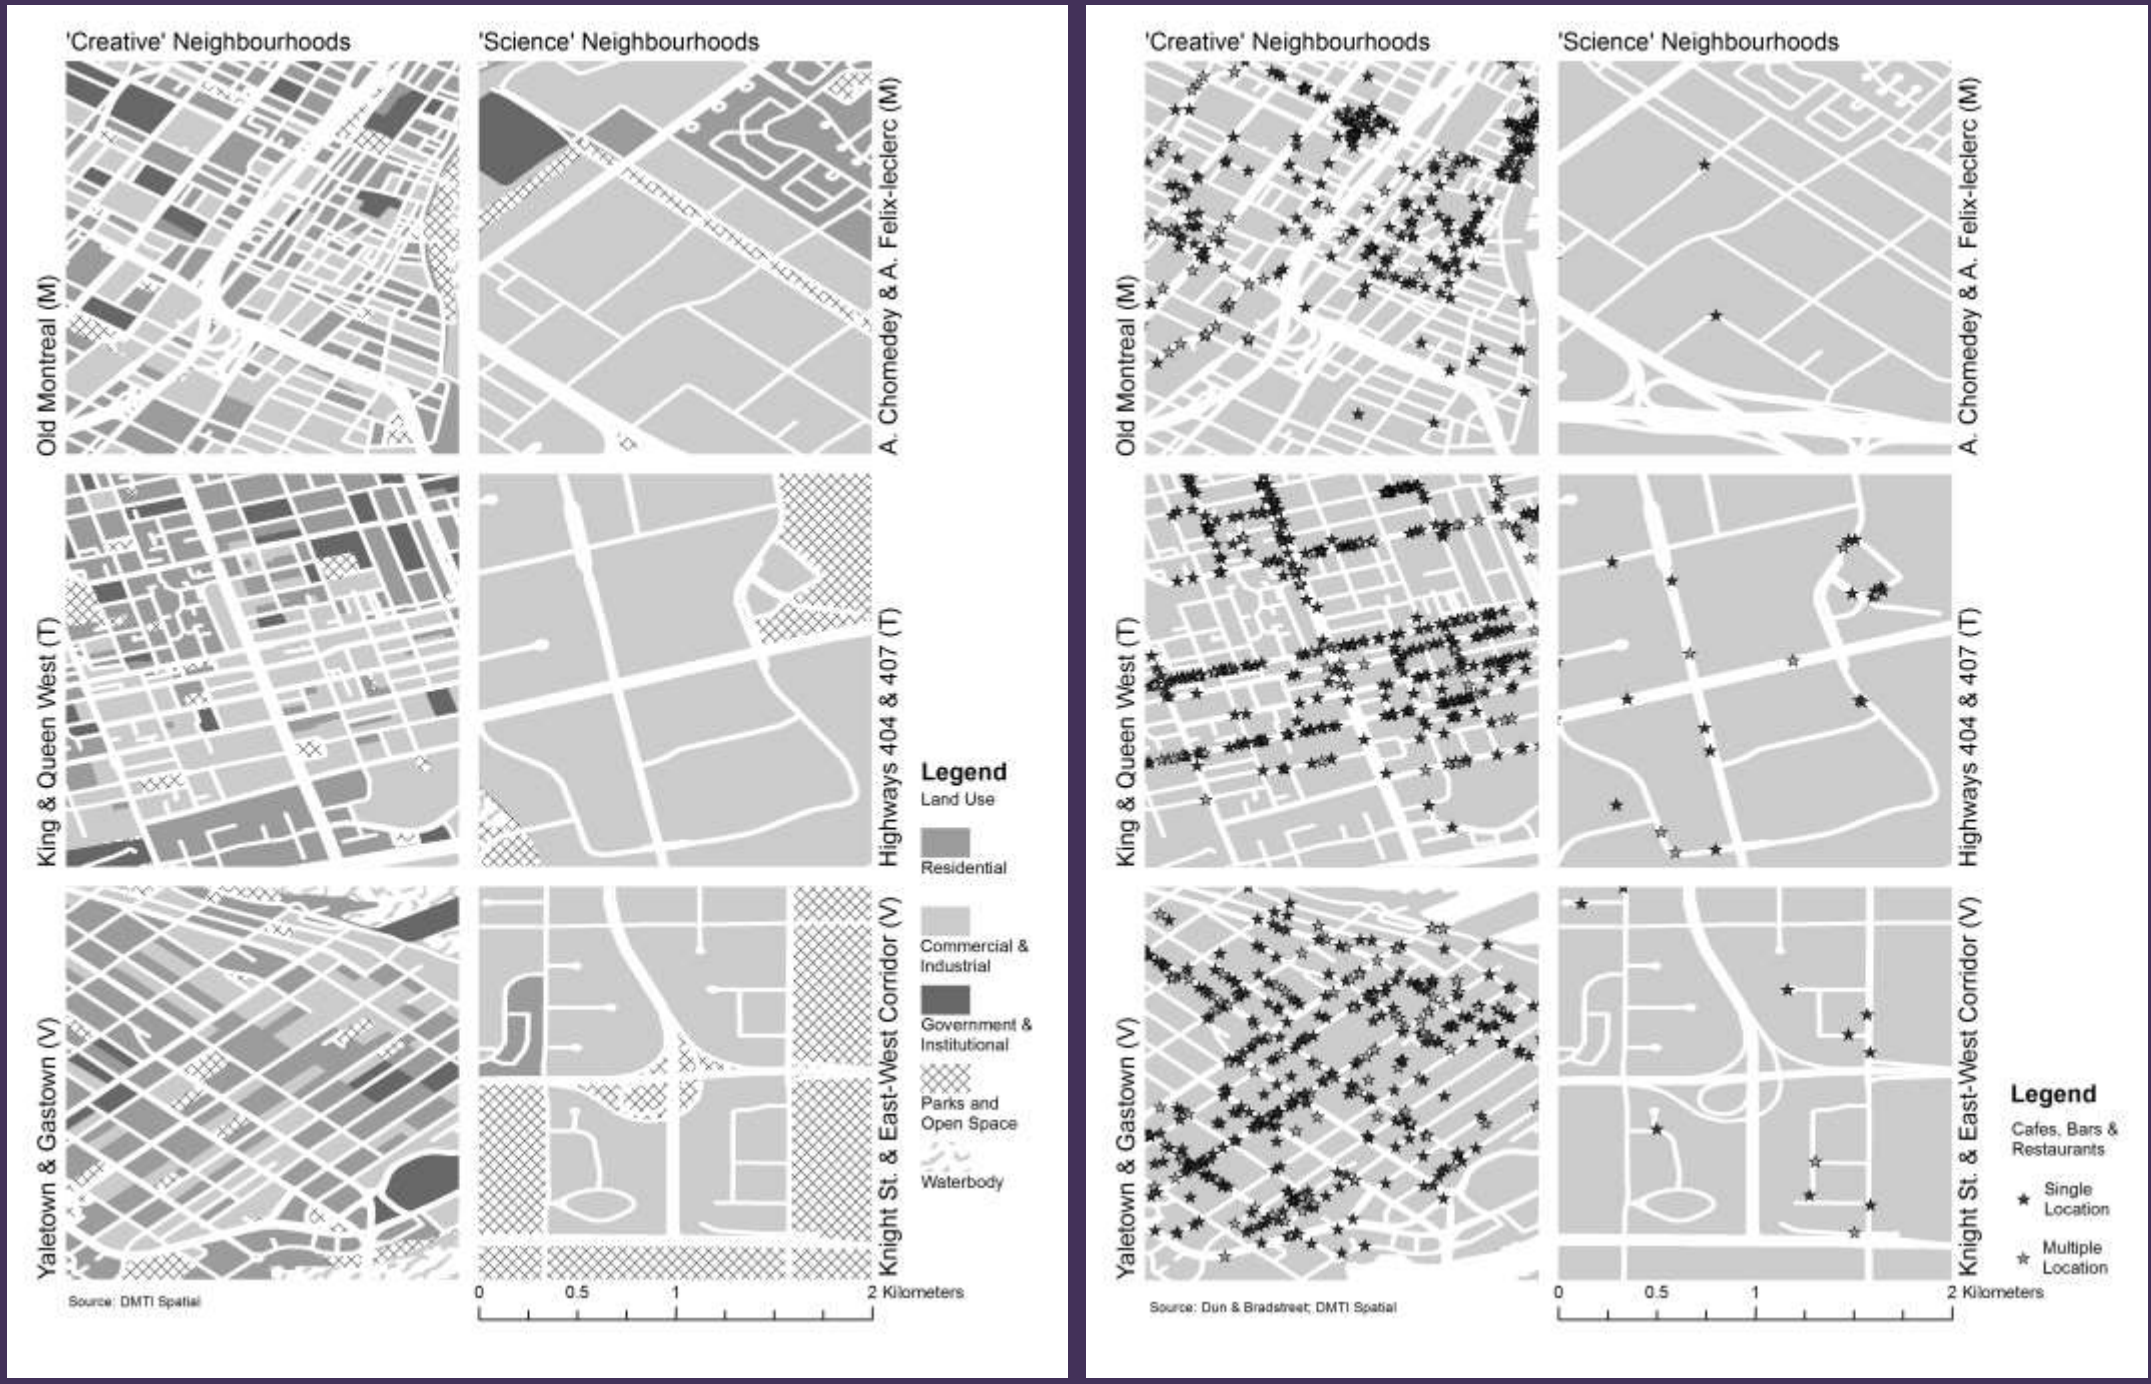 'Creative' Neighbourhoods
'Science' Neighbourhoods
Old Montreal (M)
A. Chomedey & A. Felix-leclerc (M)
King & Queen West (T)
Highways 404 & 407 (T)
Yaletown & Gastown (V)
Knight St. & East-West Corridor (V)
Legend
Land Use
Residential
Commercial &
Industrial
Government &
Institutional
Parks and
Open Space
Waterbody
Source: DMTI Spatial
0 0.5 1 2 Kilometers
'Creative' Neighbourhoods
'Science' Neighbourhoods
Old Montreal (M)
A. Chomedey & A. Felix-leclerc (M)
King & Queen West (T)
Highways 404 & 407 (T)
Yaletown & Gastown (V)
Knight St. & East-West Corridor (V)
Legend
Cafes, Bars &
Restaurants
Single
Location
Multiple
Location
Source: Dun & Bradstreet; DMTI Spatial
0 0.5 1 2 Kilometers